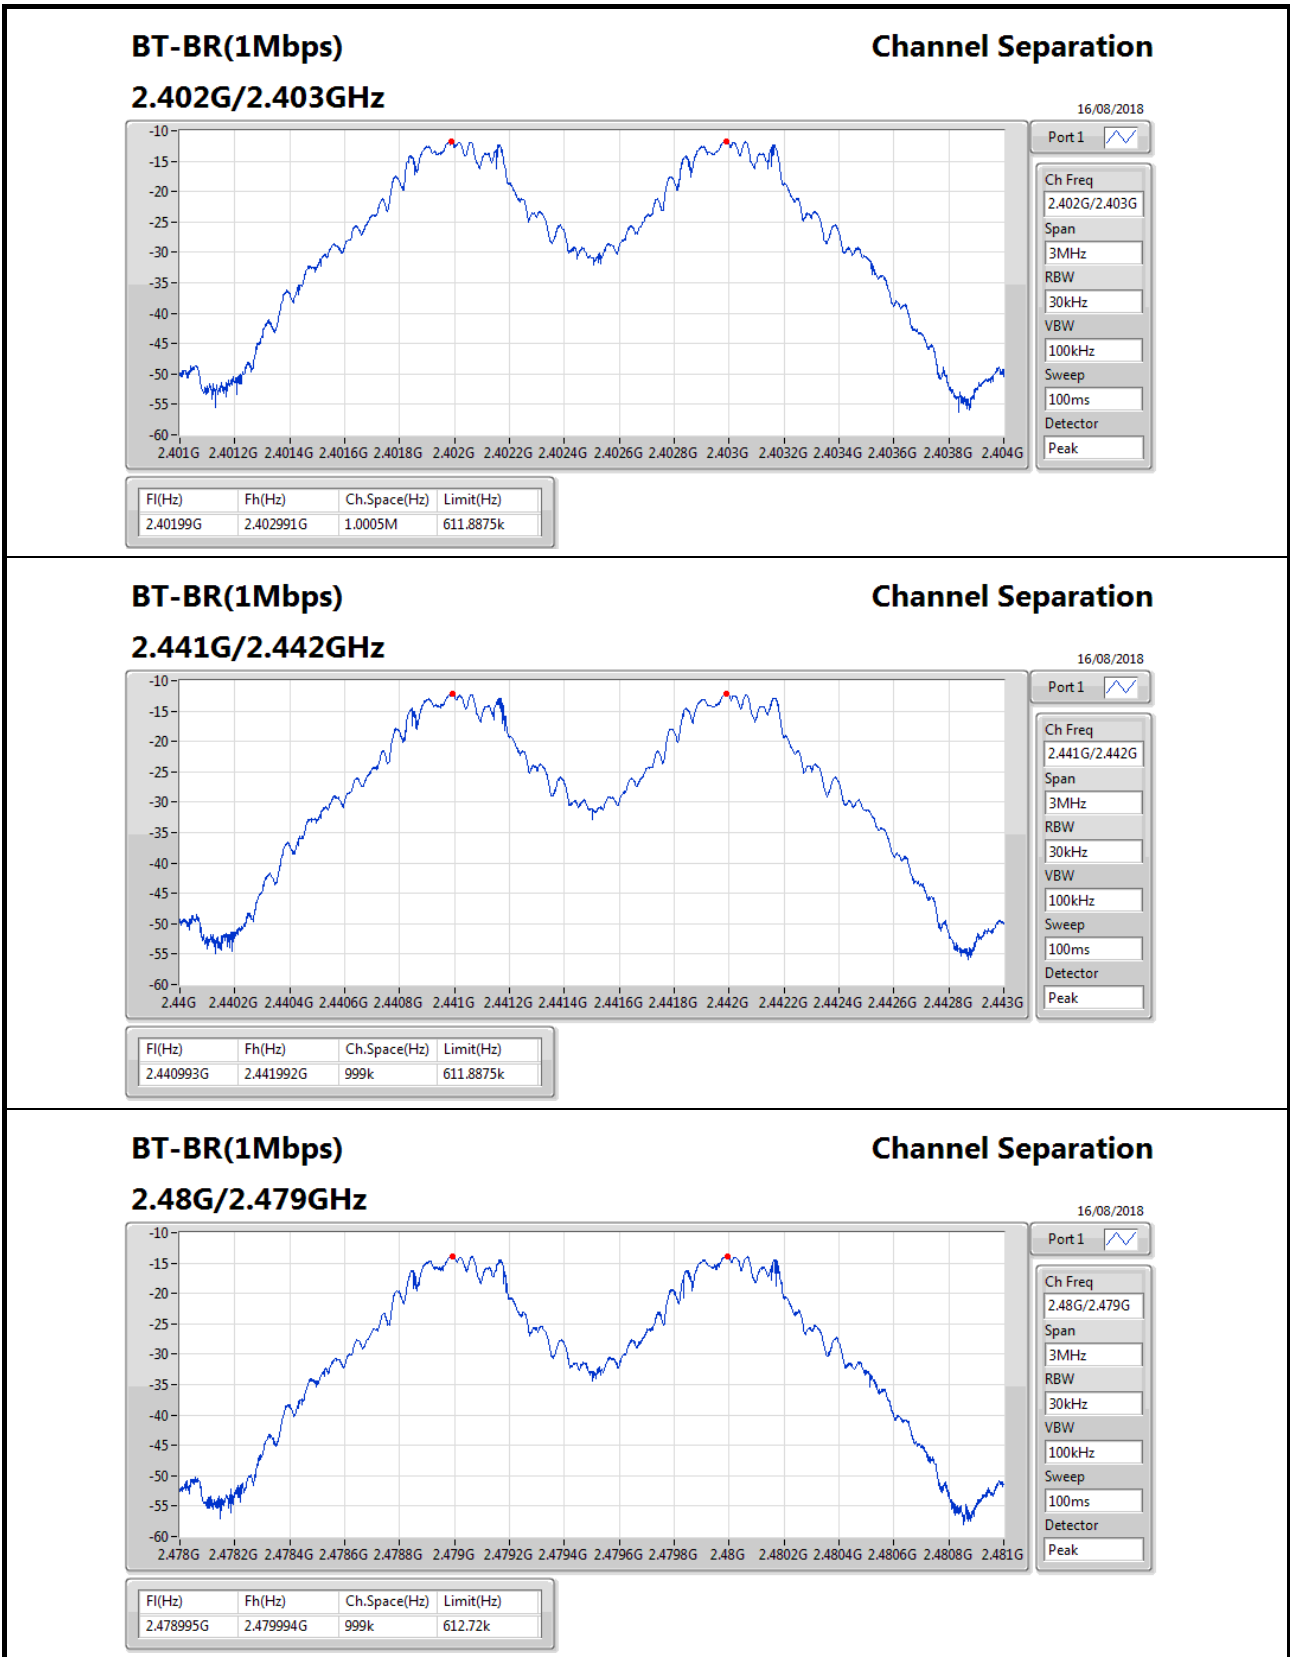 BT-BR(1Mbps) Channel Separation
2.402G/2.403GHz
16/08/2018
Port 1
-10
-15
-20
-25
-30
-35
-40
-45
-50
-55
-60
2.401G 2.4012G 2.4014G 2.4016G 2.4018G 2.402G 2.4022G 2.4024G 2.4026G 2.4028G 2.403G 2.4032G 2.4034G 2.4036G 2.4038G 2.404G
Ch Freq
2.402G/2.403G
Span
3MHz
RBW
30kHz
VBW
100kHz
Sweep
100ms
Detector
Peak
Fl(Hz) Fh(Hz) Ch.Space(Hz) Limit(Hz)
2.40199G 2.402991G 1.0005M 611.8875k
BT-BR(1Mbps) Channel Separation
2.441G/2.442GHz
16/08/2018
Port 1
-10
-15
-20
-25
-30
-35
-40
-45
-50
-55
-60
2.44G 2.4402G 2.4404G 2.4406G 2.4408G 2.441G 2.4412G 2.4414G 2.4416G 2.4418G 2.442G 2.4422G 2.4424G 2.4426G 2.4428G 2.443G
Ch Freq
2.441G/2.442G
Span
3MHz
RBW
30kHz
VBW
100kHz
Sweep
100ms
Detector
Peak
Fl(Hz) Fh(Hz) Ch.Space(Hz) Limit(Hz)
2.440993G 2.441992G 999k 611.8875k
BT-BR(1Mbps) Channel Separation
2.48G/2.479GHz
16/08/2018
Port 1
-10
-15
-20
-25
-30
-35
-40
-45
-50
-55
-60
2.478G 2.4782G 2.4784G 2.4786G 2.4788G 2.479G 2.4792G 2.4794G 2.4796G 2.4798G 2.48G 2.4802G 2.4804G 2.4806G 2.4808G 2.481G
Ch Freq
2.48G/2.479G
Span
3MHz
RBW
30kHz
VBW
100kHz
Sweep
100ms
Detector
Peak
Fl(Hz) Fh(Hz) Ch.Space(Hz) Limit(Hz)
2.478995G 2.479994G 999k 612.72k